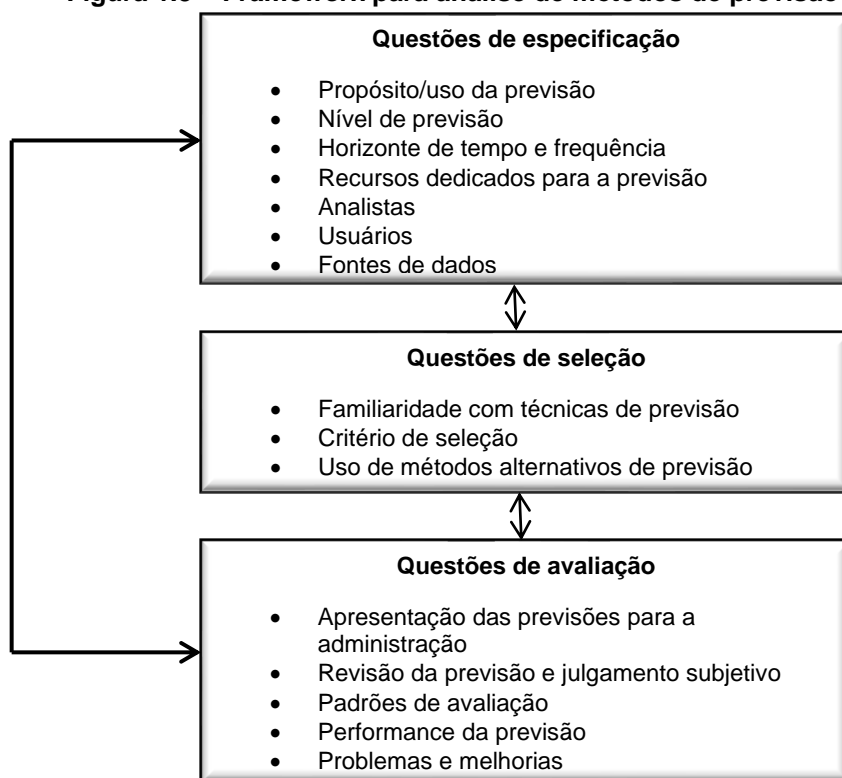 Questões de especificação
• Propósito/uso da previsão
• Nível de previsão
• Horizonte de tempo e frequência
• Recursos dedicados para a previsão
• Analistas
• Usuários
• Fontes de dados
Questões de seleção
• Familiaridade com técnicas de previsão
• Critério de seleção
• Uso de métodos alternativos de previsão
Questões de avaliação
• Apresentação das previsões para a
administração
• Revisão da previsão e julgamento subjetivo
• Padrões de avaliação
• Performance da previsão
• Problemas e melhorias